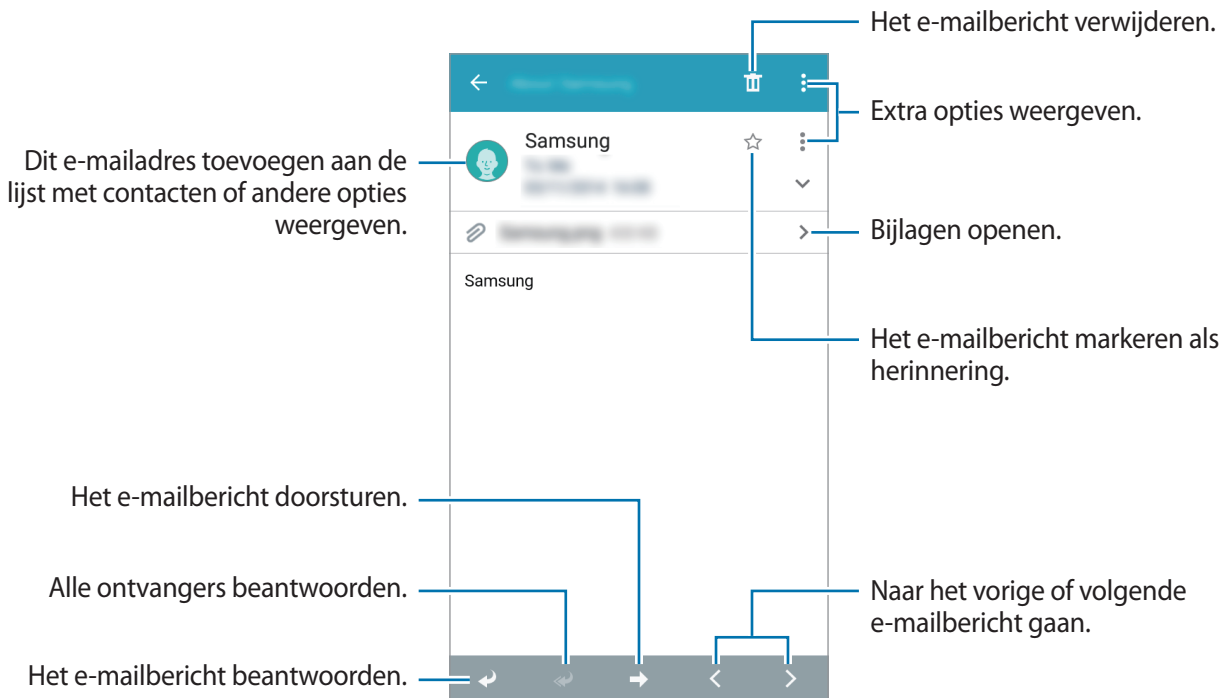 Het e-mailbericht verwijderen.
Extra opties weergeven.
Samsung
Dit e-mailadres toevoegen aan de
lijst met contacten of andere opties
weergeven.
Bijlagen openen.
Samsung
Het e-mailbericht markeren als
herinnering.
Het e-mailbericht doorsturen.
Alle ontvangers beantwoorden.
Naar het vorige of volgende
e-mailbericht gaan.
Het e-mailbericht beantwoorden.